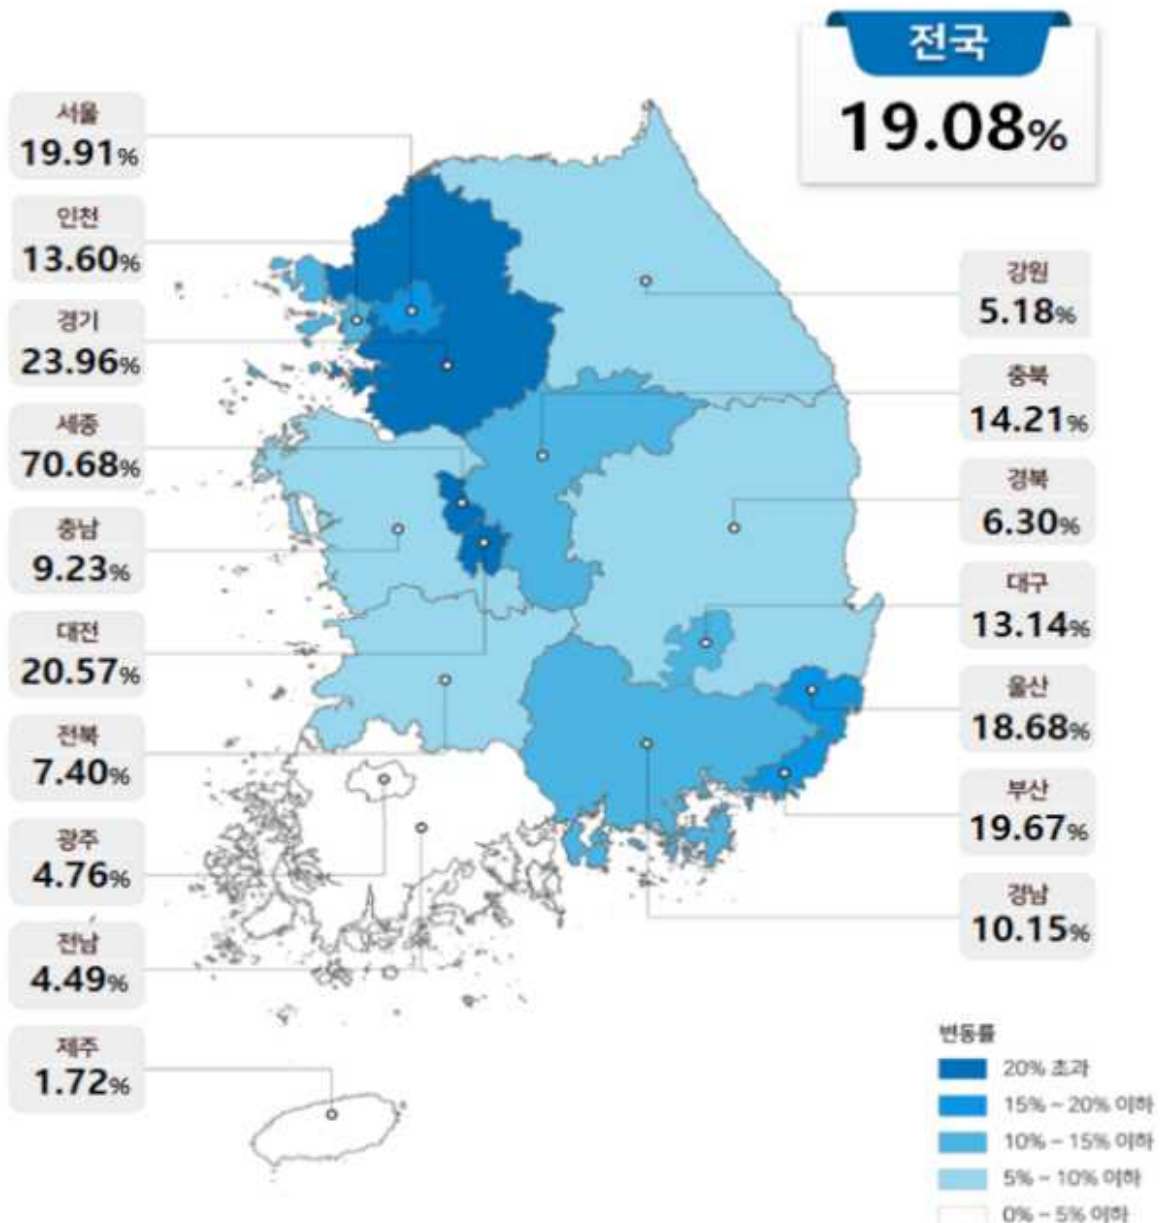 전국
19.08%
서울
19.91%
인천
13.60%
경기
23.96%
세종
70.68%
충남
9.23%
대전
20.57%
전북
7.40%
광주
4.76%
전남
4.49%
제주
1.72%
강원
5.18%
충북
14.21%
경북
6.30%
대구
13.14%
울산
18.68%
부산
19.67%
경남
10.15%
변동률
20% 초과
15% ~ 20% 이하
10% ~ 15% 이하
5% ~ 10% 이하
0% ~ 5% 이하